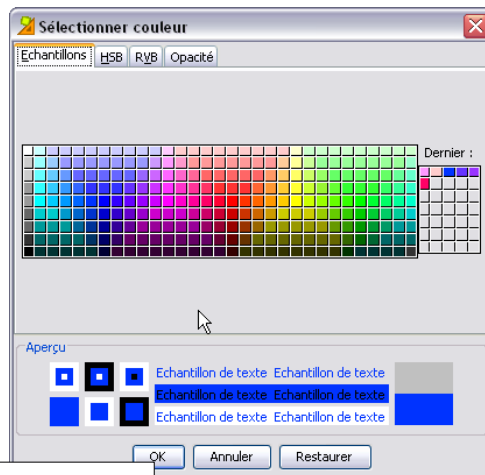 Sélectionner couleur
Echantillons HSB RVB Opacité
Dernier :
Aperçu
Echantillon de texte Echantillon de texte
Echantillon de texte Echantillon de texte
Echantillon de texte Echantillon de texte
OK Annuler Restaurer